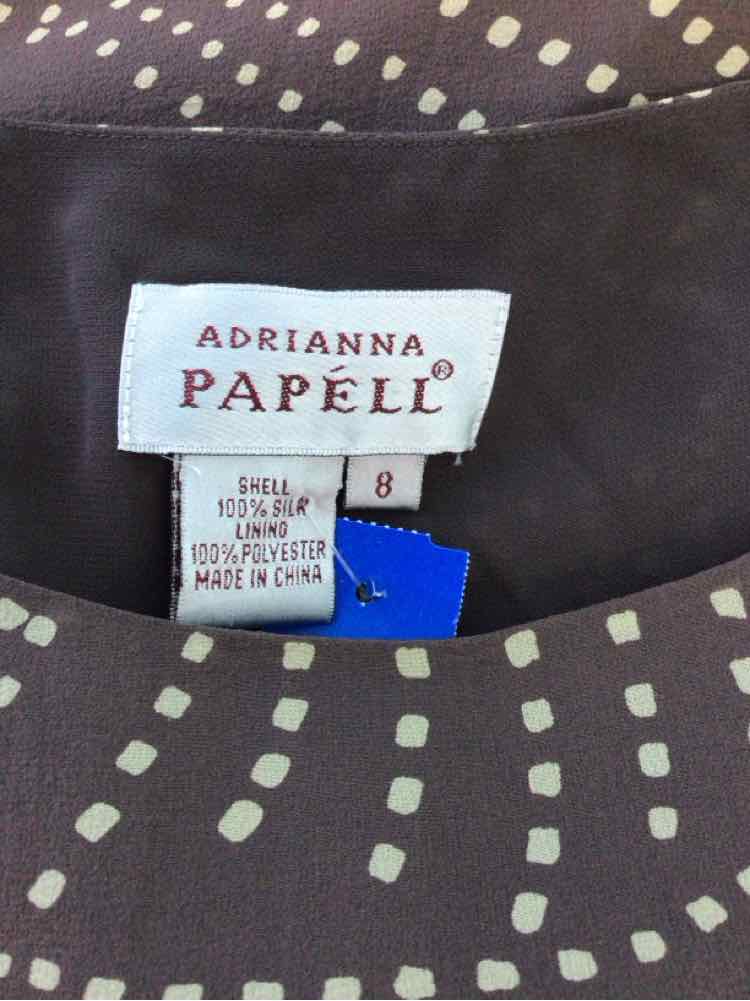 ADRIANNA
PAPÉLL®
8
SHELL
100% SILK
LINING
100% POLYESTER
MADE IN CHINA